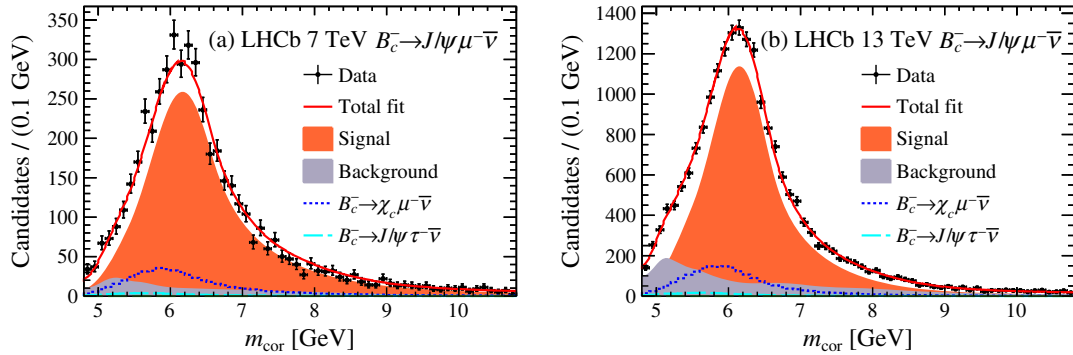 (a) LHCb 7 TeV B_c^-→J/ψ μ^-ν̅
Data
Total fit
Signal
Background
B_c^-→χ_c μ^-ν̅
B_c^-→J/ψ τ^-ν̅
Candidates / (0.1 GeV)
350
300
250
200
150
100
50
0
5 6 7 8 9 10
m_cor [GeV]
(b) LHCb 13 TeV B_c^-→J/ψ μ^-ν̅
Data
Total fit
Signal
Background
B_c^-→χ_c μ^-ν̅
B_c^-→J/ψ τ^-ν̅
Candidates / (0.1 GeV)
1400
1200
1000
800
600
400
200
0
5 6 7 8 9 10
m_cor [GeV]